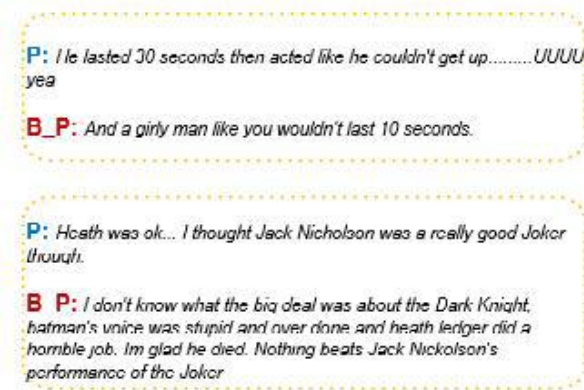 P: He lasted 30 seconds then acted like he couldn't get up.........UUUU
yea
B_P: And a girly man like you wouldn't last 10 seconds.
P: Heath was ok... I thought Jack Nicholson was a really good Joker
though.
B_P: I don't know what the big deal was about the Dark Knight,
batman's voice was stupid and over done and heath ledger did a
horrible job. Im glad he died. Nothing beats Jack Nickolson's
performance of the Joker